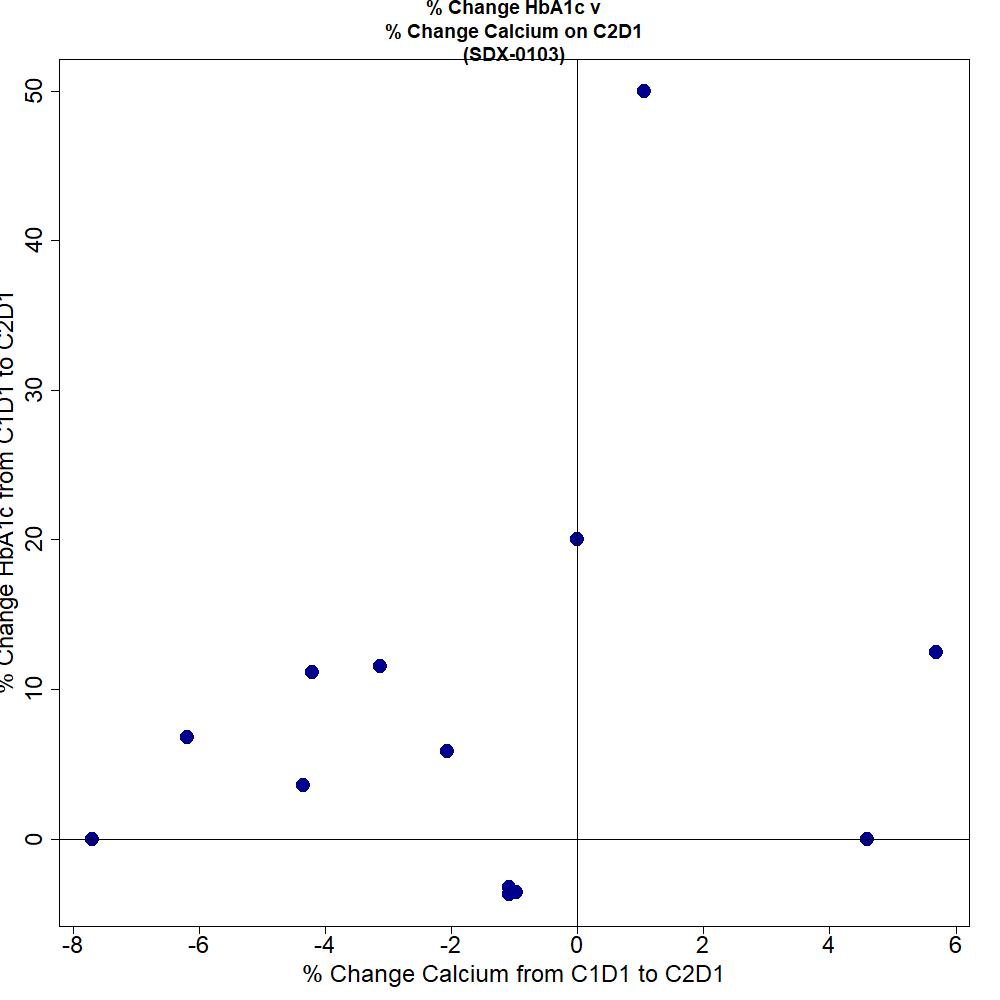 % Change HbA1c v
% Change Calcium on C2D1
(SDX-0103)
% Change HbA1c from C1D1 to C2D1
50
40
30
20
10
0
-8 -6 -4 -2 0 2 4 6
% Change Calcium from C1D1 to C2D1